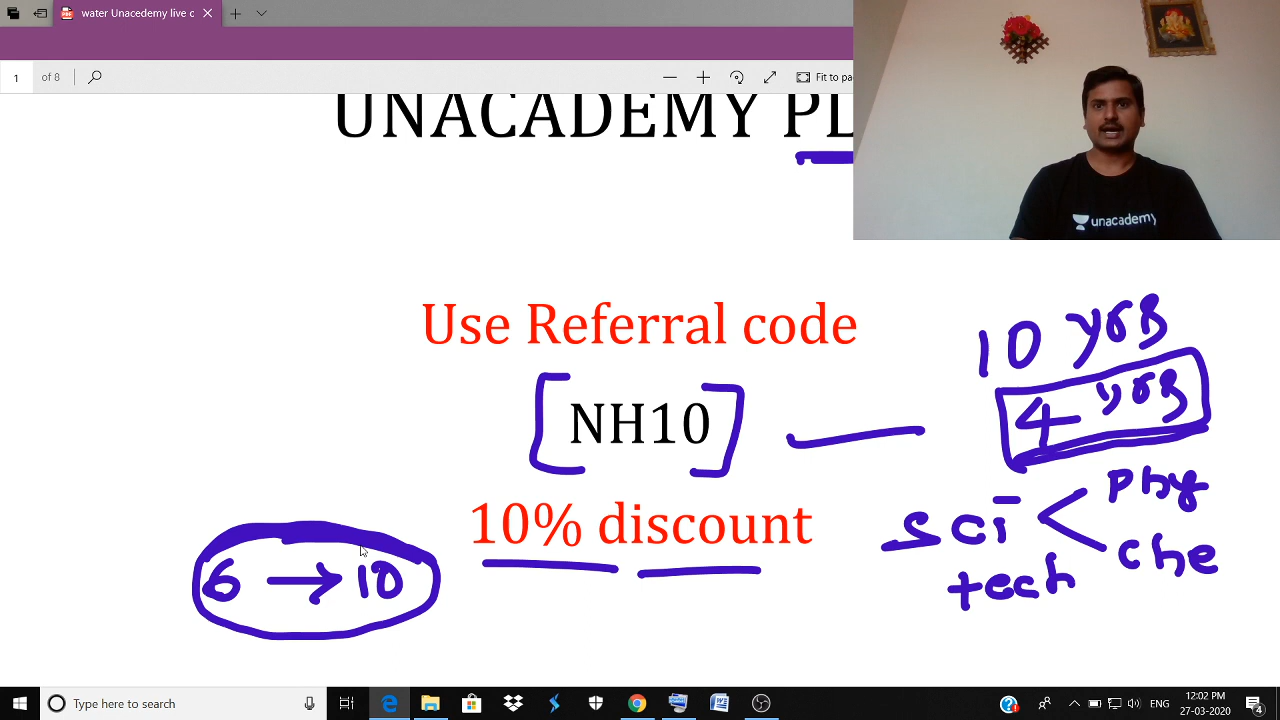 water Unacedemy live c
1 of 8
Fit to pa
UNACADEMY PL
unacademy
Use Referral code
10 yrs
NH10
4 yrs
10% discount
sci
phy
che
tech
6 → 10
Type here to search
ENG
12:02 PM
27-03-2020
4